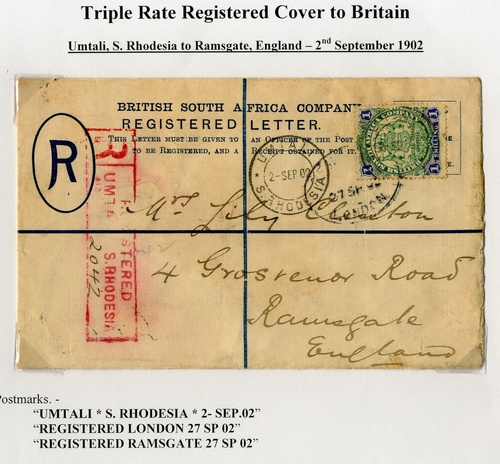 Triple Rate Registered Cover to Britain
Umtali, S. Rhodesia to Ramsgate, England – 2nd September 1902
BRITISH SOUTH AFRICA COMPANY
REGISTERED LETTER.
THIS LETTER MUST BE GIVEN TO AN OFFICER OF THE POST
TO BE REGISTERED, AND A RECEIPT OBTAINED FOR IT.
R
R REGISTERED
UMTA S.RHODESIA
2042
2-SEP 02
S. RHODESIA
27 SP
LONDON
1 1
Mrs Lily
4 Grosvenor Road
Ramsgate
England
Postmarks. -
“UMTALI * S. RHODESIA * 2- SEP.02”
“REGISTERED LONDON 27 SP 02”
“REGISTERED RAMSGATE 27 SP 02”